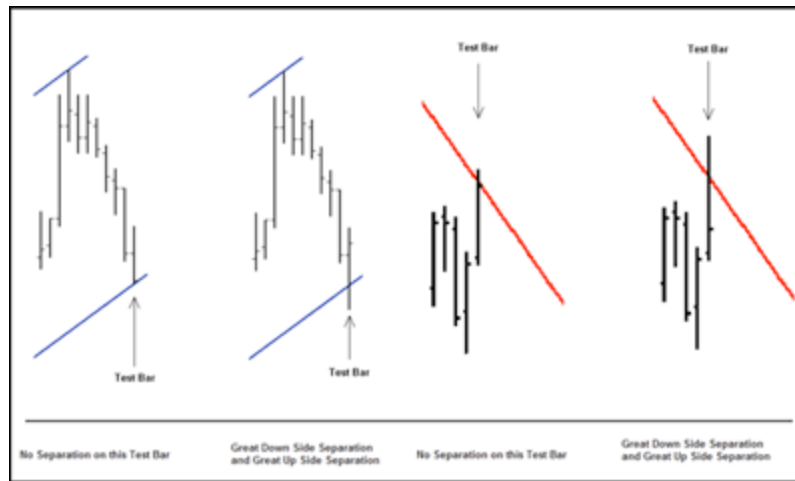 Test Bar
Test Bar
Test Bar
Test Bar
No Separation on this Test Bar
Great Down Side Separation
and Great Up Side Separation
No Separation on this Test Bar
Great Down Side Separation
and Great Up Side Separation